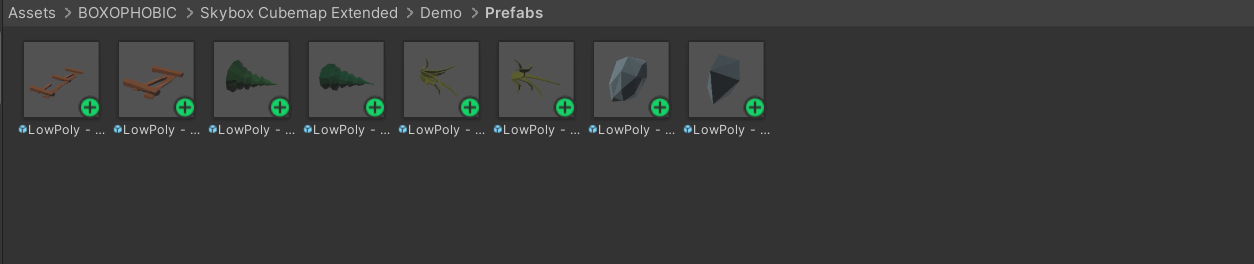 Assets > BOXOPHOBIC > Skybox Cubemap Extended > Demo > Prefabs
LowPoly - ... LowPoly - ... LowPoly - ... LowPoly - ... LowPoly - ... LowPoly - ... LowPoly - ... LowPoly - ...